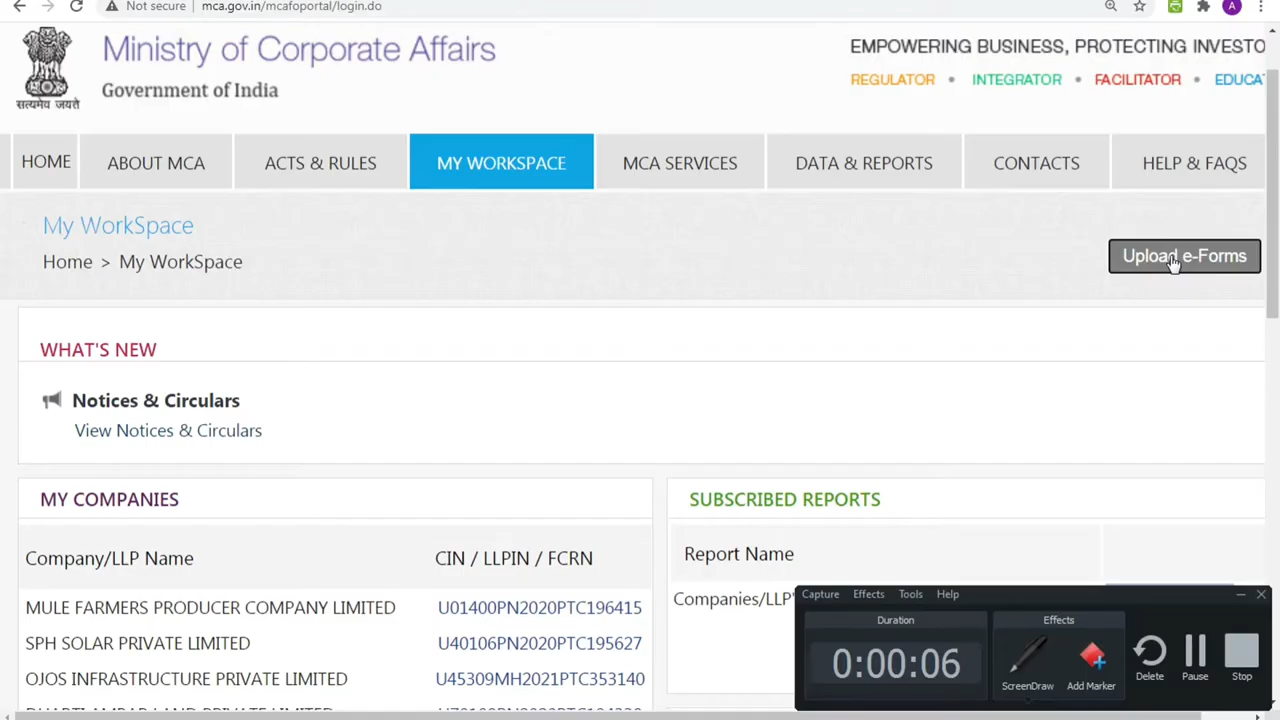 Not secure | mca.gov.in/mcafoportal/login.do
A
Ministry of Corporate Affairs
Government of India
सत्यमेव जयते
EMPOWERING BUSINESS, PROTECTING INVESTO
REGULATOR • INTEGRATOR • FACILITATOR • EDUCA
HOME
ABOUT MCA
ACTS & RULES
MY WORKSPACE
MCA SERVICES
DATA & REPORTS
CONTACTS
HELP & FAQS
My WorkSpace
Home > My WorkSpace
Upload e-Forms
WHAT'S NEW
Notices & Circulars
View Notices & Circulars
MY COMPANIES
Company/LLP Name CIN / LLPIN / FCRN
MULE FARMERS PRODUCER COMPANY LIMITED U01400PN2020PTC196415
SPH SOLAR PRIVATE LIMITED U40106PN2020PTC195627
OJOS INFRASTRUCTURE PRIVATE LIMITED U45309MH2021PTC353140
SUBSCRIBED REPORTS
Report Name
Companies/LLP
Capture Effects Tools Help
Duration
0:00:06
Effects
ScreenDraw
Add Marker
Delete
Pause
Stop